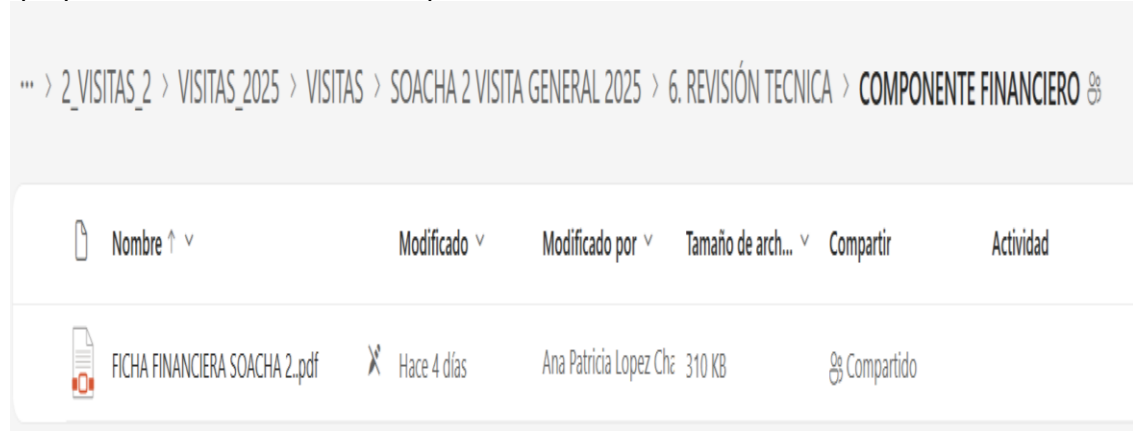 ... > 2_VISITAS_2 > VISITAS_2025 > VISITAS > SOACHA 2 VISITA GENERAL 2025 > 6. REVISIÓN TECNICA > COMPONENTE FINANCIERO
Nombre ↑ Modificado Modificado por Tamaño de arch... Compartir Actividad
FICHA FINANCIERA SOACHA 2..pdf Hace 4 días Ana Patricia Lopez Cha 310 KB Compartido